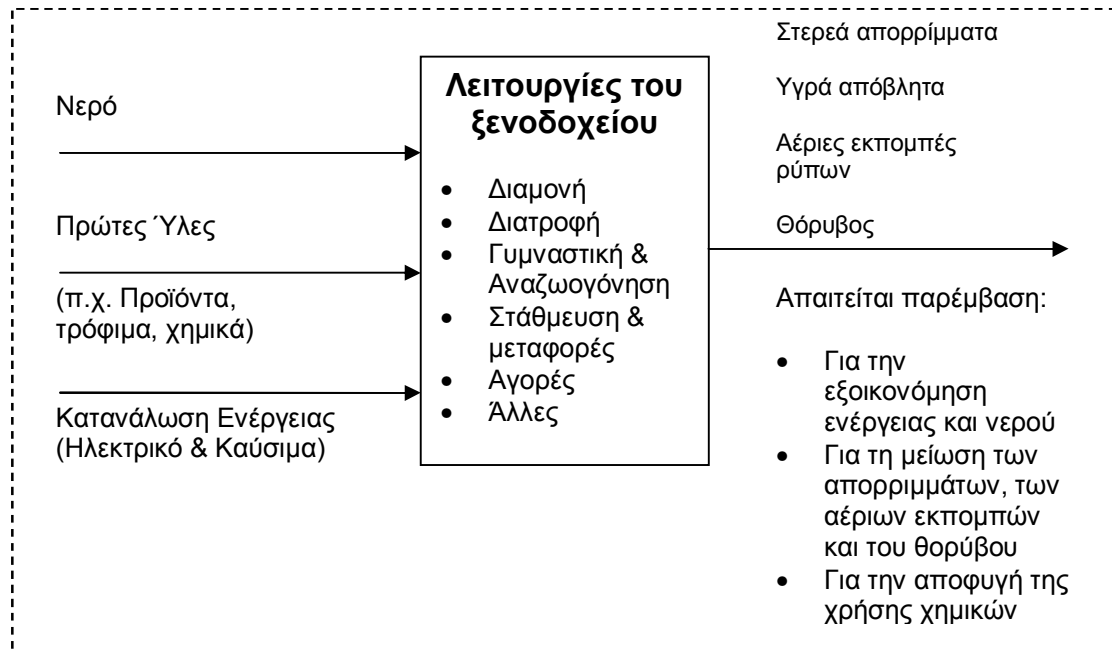 Νερό
Πρώτες Ύλες
(π.χ. Προϊόντα,
τρόφιμα, χημικά)
Κατανάλωση Ενέργειας
(Ηλεκτρικό & Καύσιμα)
Λειτουργίες του
ξενοδοχείου
• Διαμονή
• Διατροφή
• Γυμναστική &
Αναζωογόνηση
• Στάθμευση &
μεταφορές
• Αγορές
• Άλλες
Στερεά απορρίμματα
Υγρά απόβλητα
Αέριες εκπομπές
ρύπων
Θόρυβος
Απαιτείται παρέμβαση:
• Για την
εξοικονόμηση
ενέργειας και νερού
• Για τη μείωση των
απορριμμάτων, των
αέριων εκπομπών
και του θορύβου
• Για την αποφυγή της
χρήσης χημικών